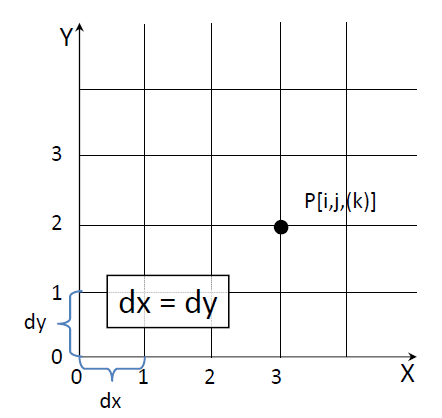 Y
3
P[i,j,(k)]
2
1
dx = dy
dy
0
0 1 2 3 X
dx